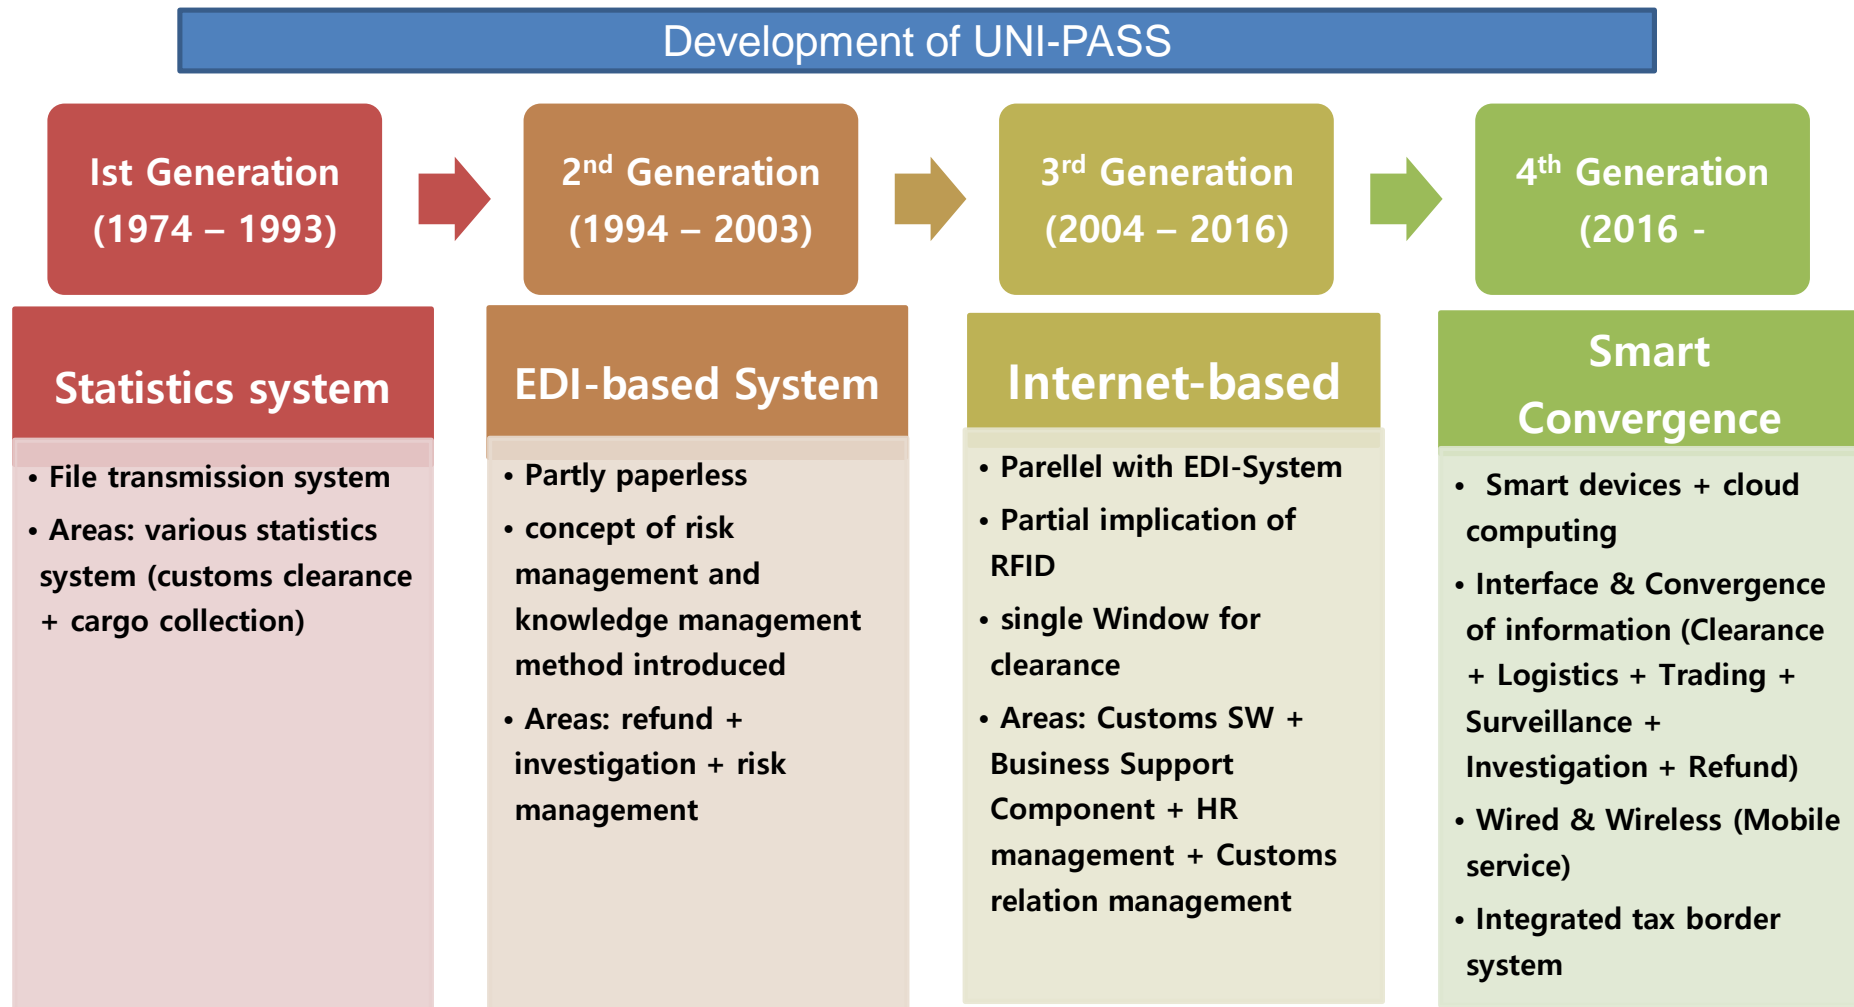 Development of UNI-PASS
Ist Generation
(1974 – 1993)
2nd Generation
(1994 – 2003)
3rd Generation
(2004 – 2016)
4th Generation
(2016 -
Statistics system
• File transmission system
• Areas: various statistics
system (customs clearance
+ cargo collection)
EDI-based System
• Partly paperless
• concept of risk
management and
knowledge management
method introduced
• Areas: refund +
investigation + risk
management
Internet-based
• Parellel with EDI-System
• Partial implication of
RFID
• single Window for
clearance
• Areas: Customs SW +
Business Support
Component + HR
management + Customs
relation management
Smart
Convergence
• Smart devices + cloud
computing
• Interface & Convergence
of information (Clearance
+ Logistics + Trading +
Surveillance +
Investigation + Refund)
• Wired & Wireless (Mobile
service)
• Integrated tax border
system